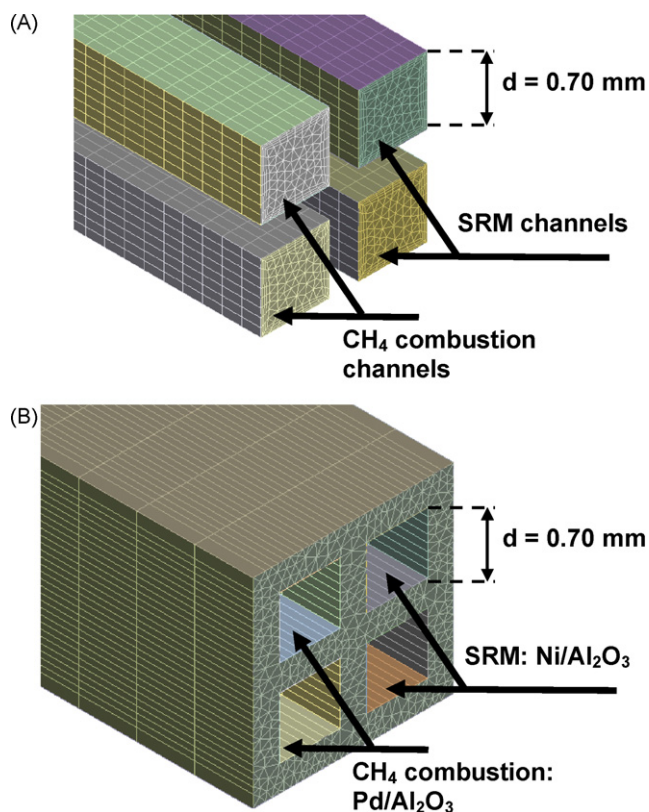 (A)
d = 0.70 mm
SRM channels
CH₄ combustion
channels
(B)
d = 0.70 mm
SRM: Ni/Al₂O₃
CH₄ combustion:
Pd/Al₂O₃